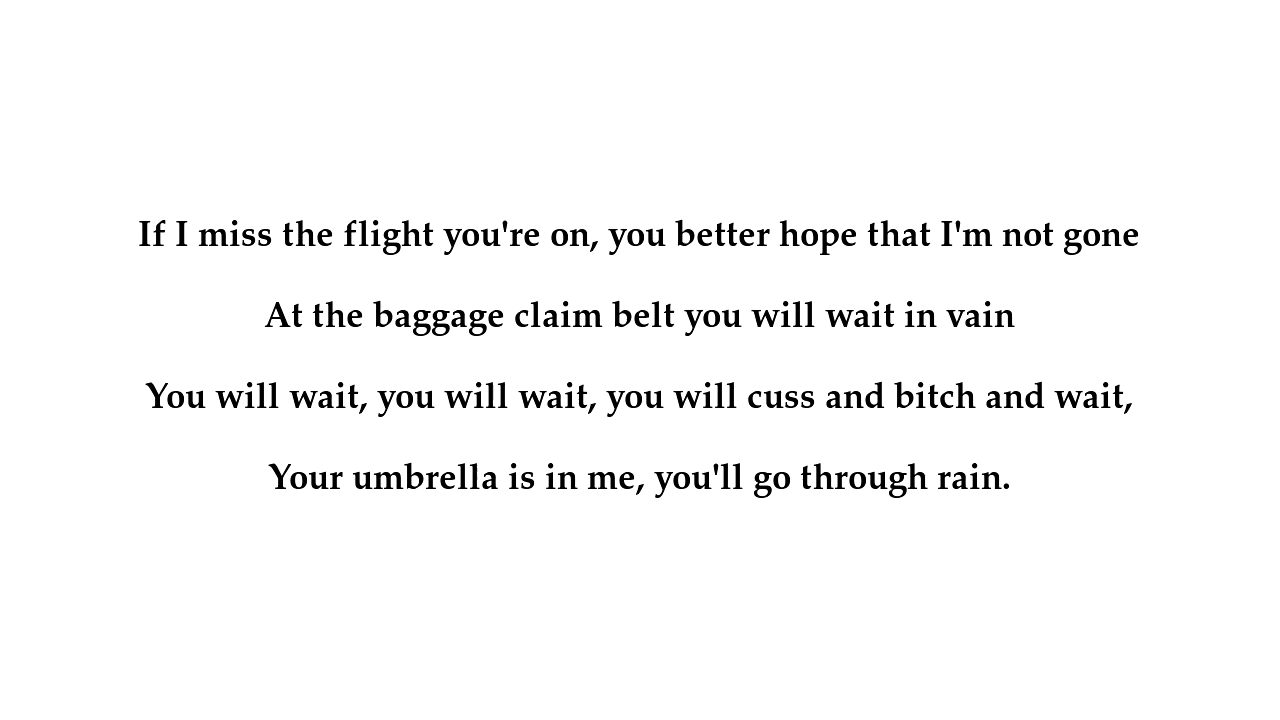 If I miss the flight you're on, you better hope that I'm not gone
At the baggage claim belt you will wait in vain
You will wait, you will wait, you will cuss and bitch and wait,
Your umbrella is in me, you'll go through rain.